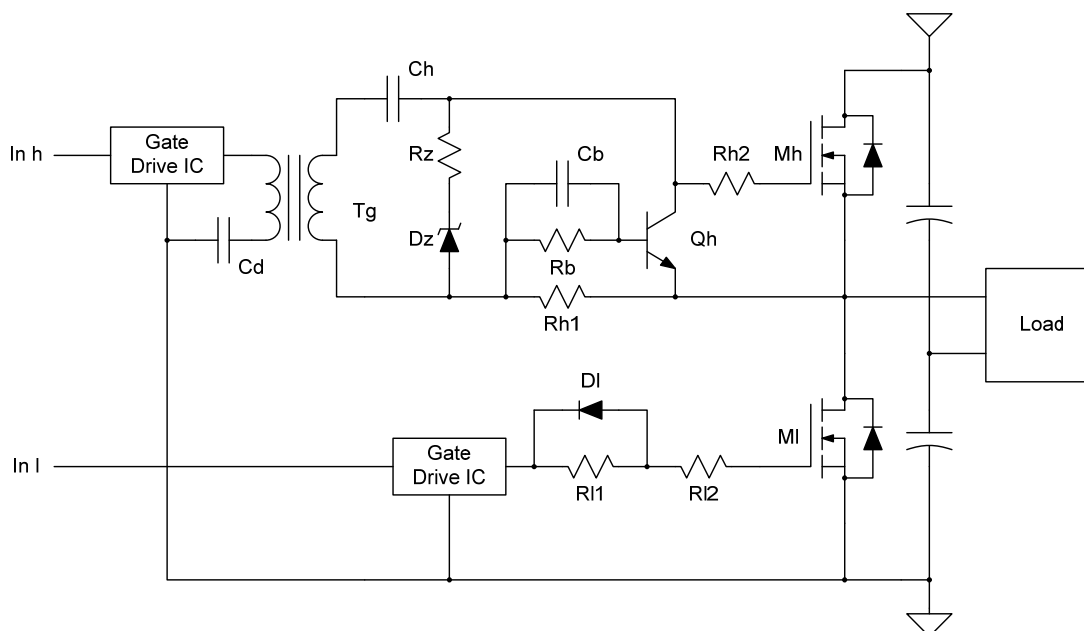 Ch
In h
Gate
Drive IC
Rz
Cb
Rh2
Mh
Tg
Dz
Rb
Qh
Cd
Rh1
Load
Dl
Ml
In l
Gate
Drive IC
Rl1
Rl2